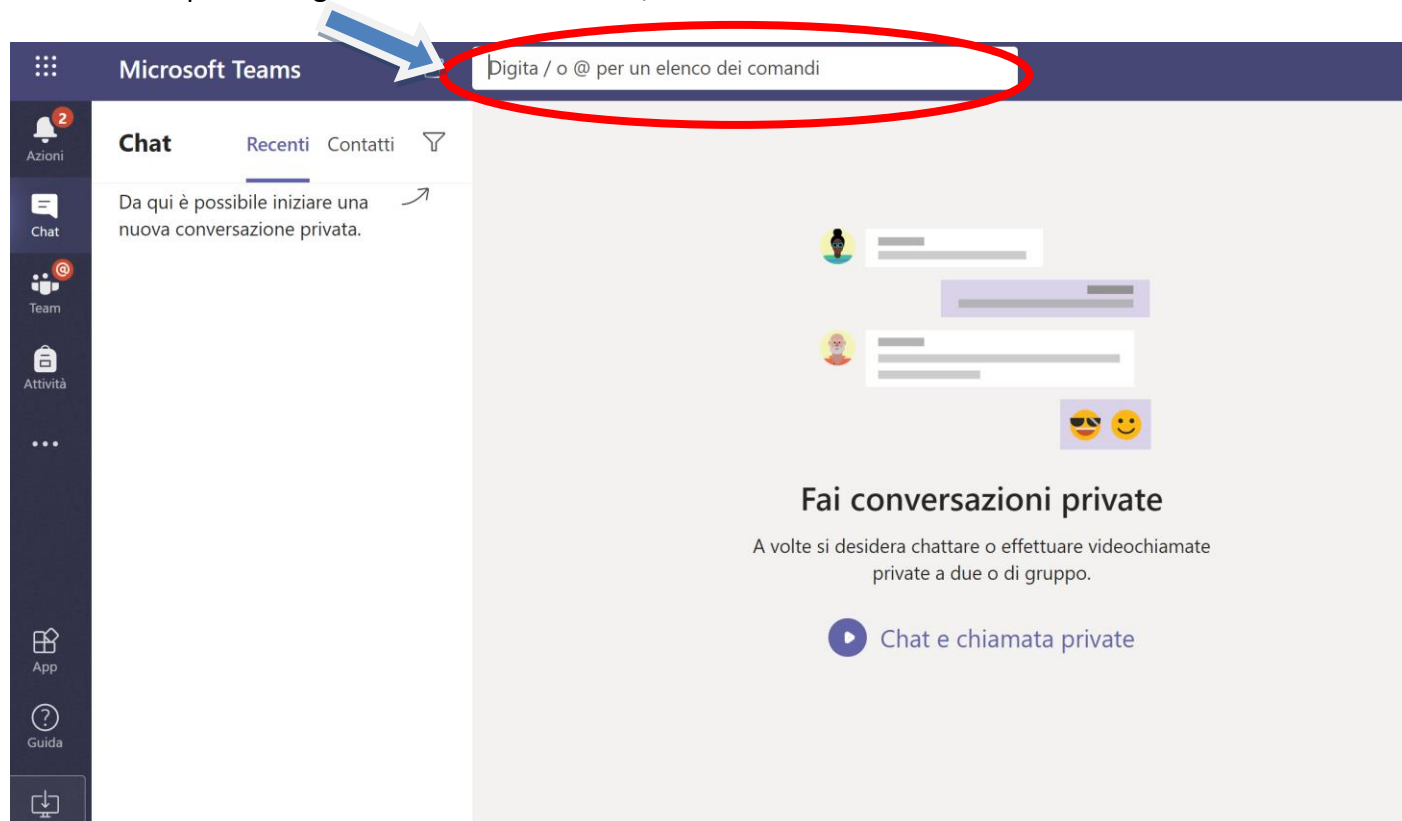 Microsoft Teams
Digita / o @ per un elenco dei comandi
2
Azioni
Chat
@
Team
Attività
App
Guida
Chat Recenti Contatti
Da qui è possibile iniziare una
nuova conversazione privata.
Fai conversazioni private
A volte si desidera chattare o effettuare videochiamate
private a due o di gruppo.
Chat e chiamata private